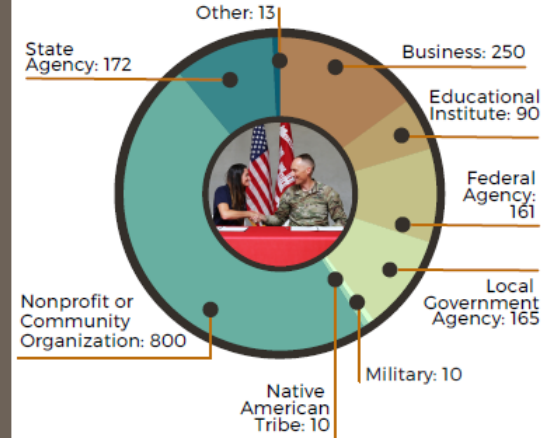 Other: 13
State
Agency: 172
Business: 250
Educational
Institute: 90
Federal
Agency:
161
Local
Government
Agency: 165
Military: 10
Native
American
Tribe: 10
Nonprofit or
Community
Organization: 800